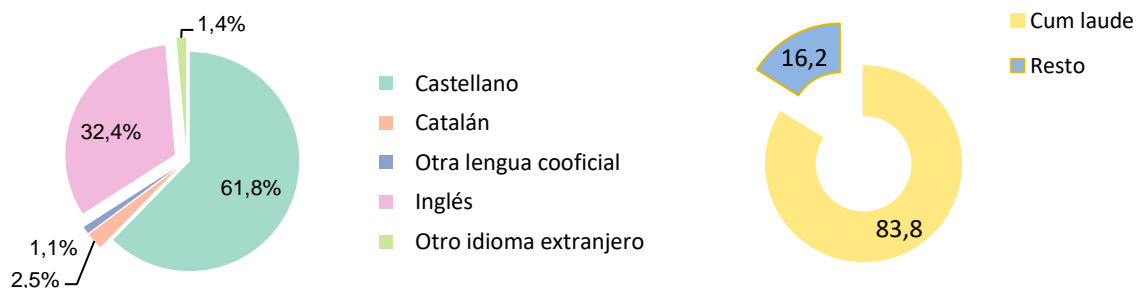 1,4%
32,4%
61,8%
1,1%
2,5%
Castellano
Catalán
Otra lengua cooficial
Inglés
Otro idioma extranjero
16,2
83,8
Cum laude
Resto